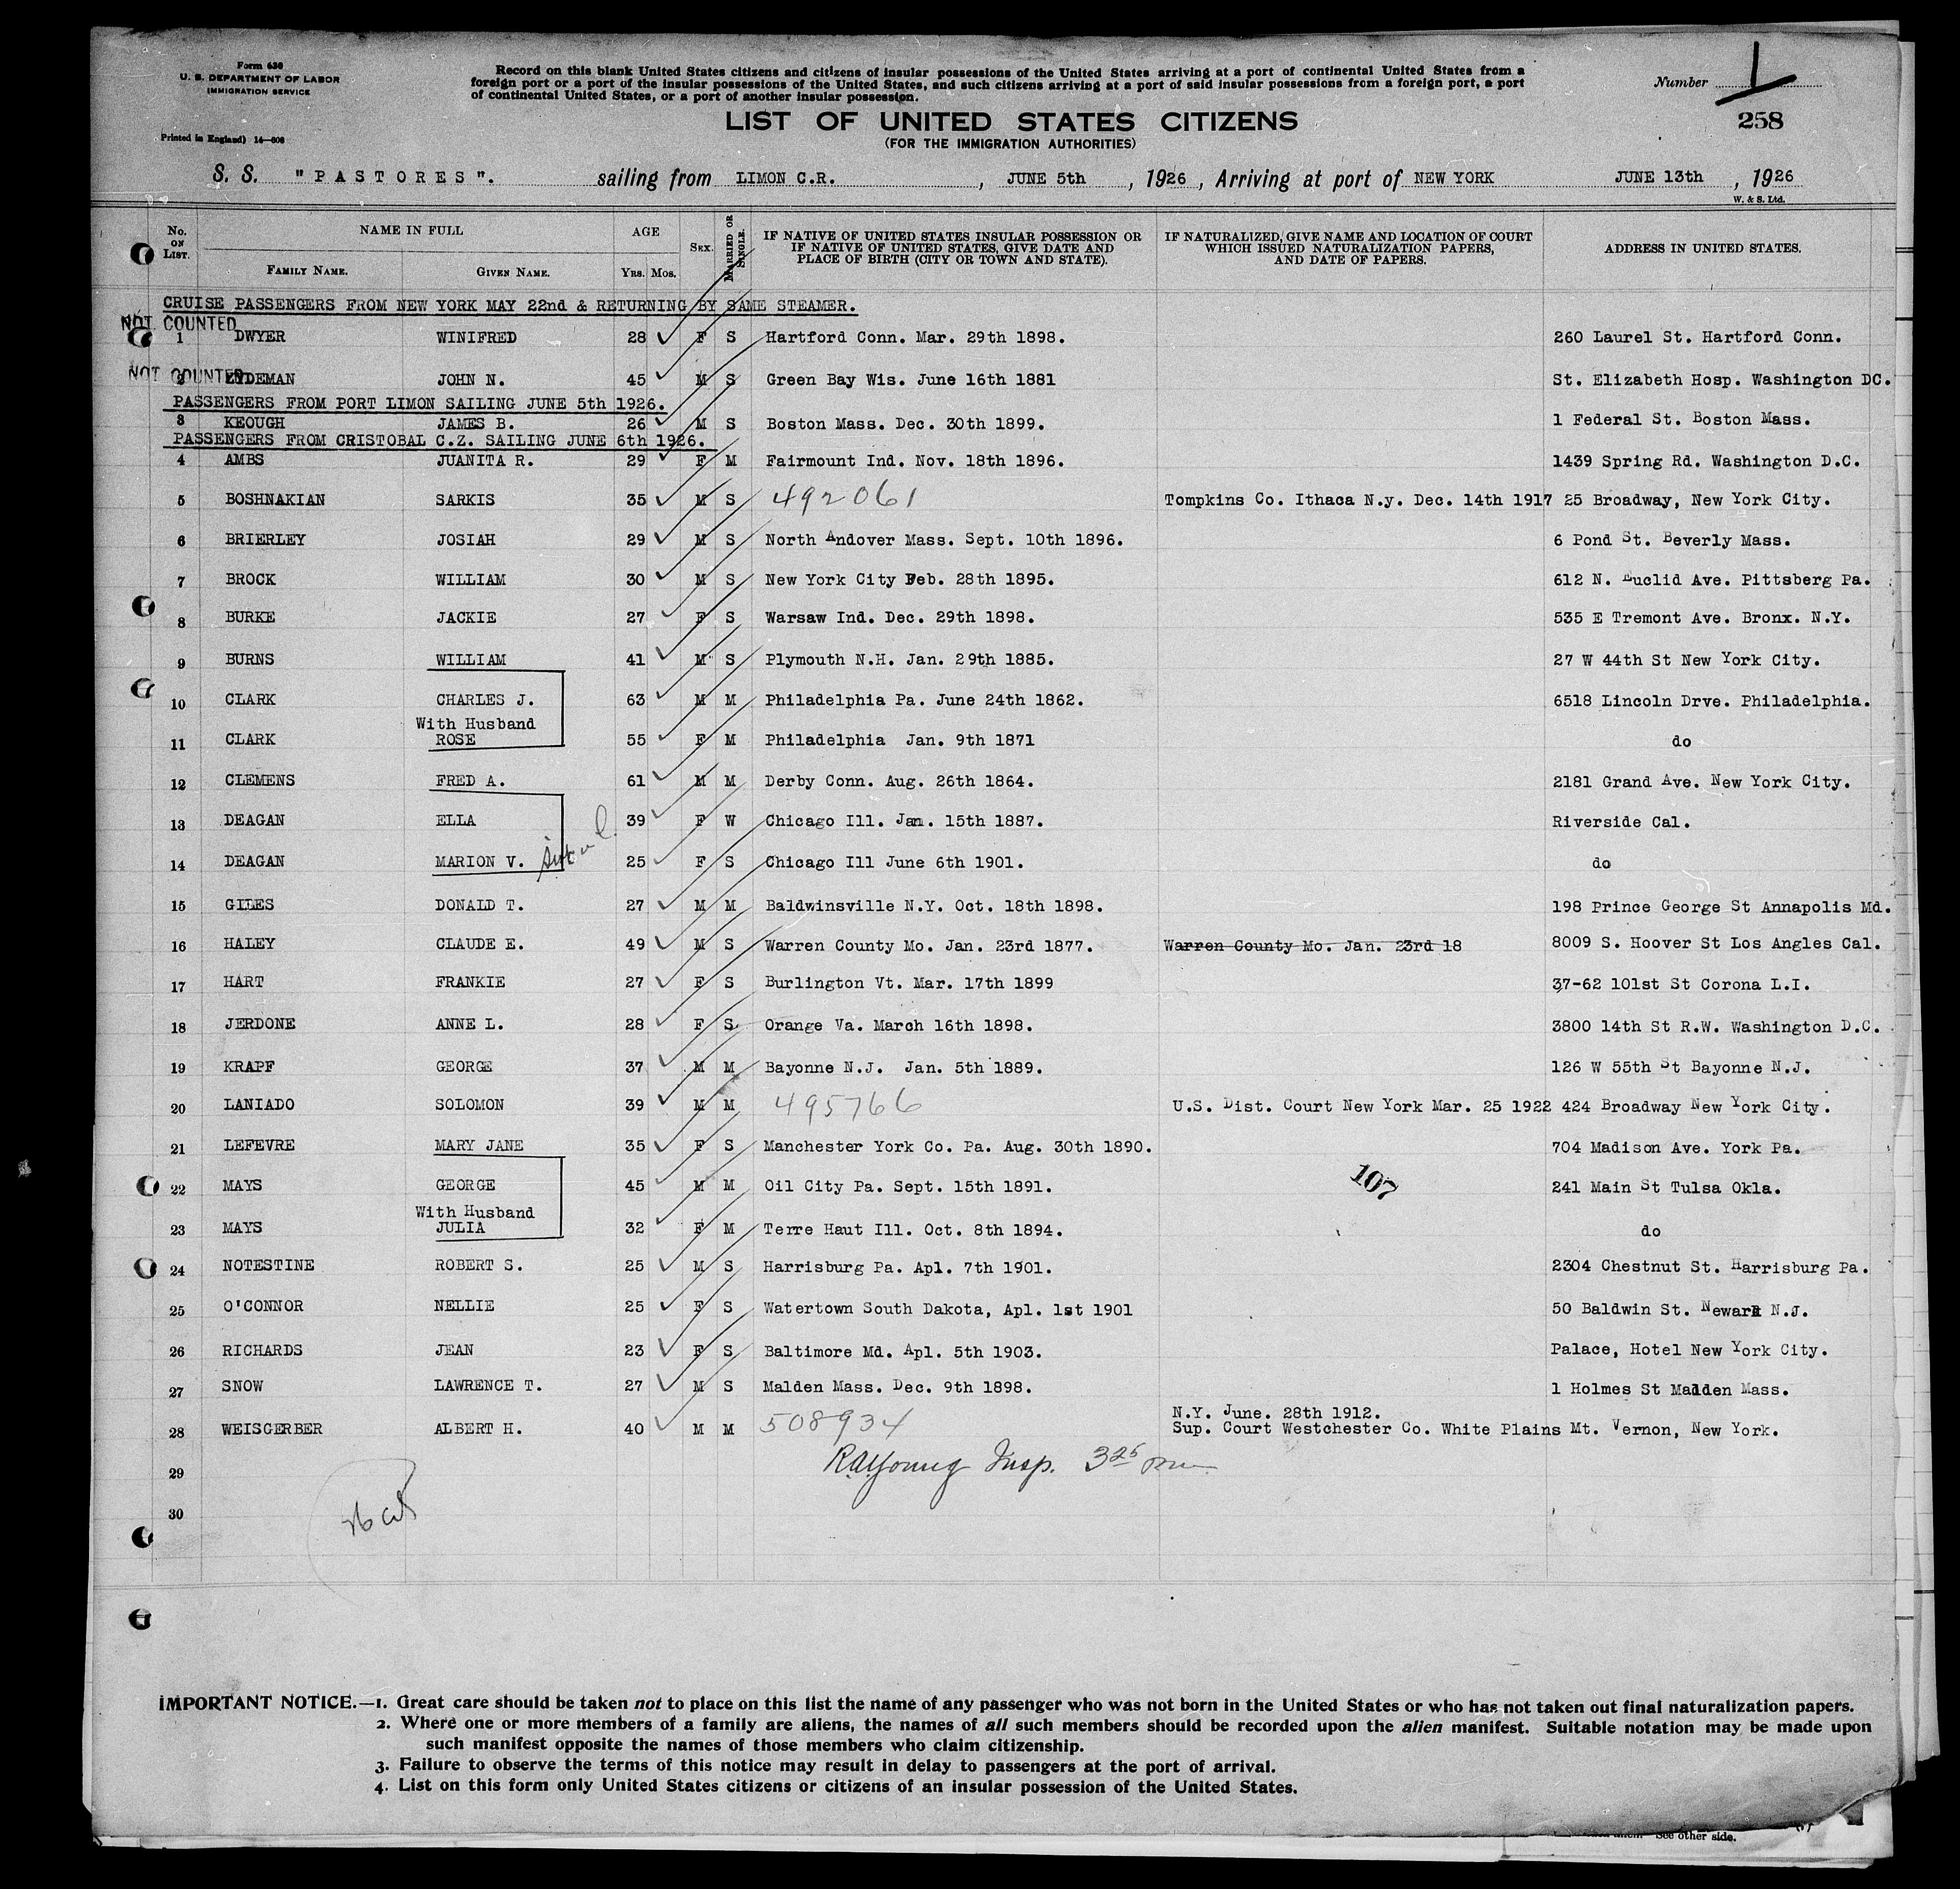 Form 630
U. S. DEPARTMENT OF LABOR
IMMIGRATION SERVICE
Printed in England) 14—608
Record on this blank United States citizens and citizens of insular possessions of the United States arriving at a port of continental United States from a
foreign port or a port of the insular possessions of the United States, and such citizens arriving at a port of said insular possessions from a foreign port, a port
of continental United States, or a port of another insular possession.
Number 1
258
LIST OF UNITED STATES CITIZENS
(FOR THE IMMIGRATION AUTHORITIES)
S. S. "PASTORES". sailing from LIMON C.R. , JUNE 5th , 1926 , Arriving at port of NEW YORK JUNE 13th , 1926
W. & S. Ltd.
No. ON LIST. NAME IN FULL AGE SEX. MARRIED OR SINGLE. IF NATIVE OF UNITED STATES INSULAR POSSESSION OR IF NATIVE OF UNITED STATES, GIVE DATE AND PLACE OF BIRTH (CITY OR TOWN AND STATE). IF NATURALIZED, GIVE NAME AND LOCATION OF COURT WHICH ISSUED NATURALIZATION PAPERS, AND DATE OF PAPERS. ADDRESS IN UNITED STATES.
FAMILY NAME. GIVEN NAME. YRS. MOS.
CRUISE PASSENGERS FROM NEW YORK MAY 22nd & RETURNING BY SAME STEAMER.
NOT COUNTED
1 DWYER WINIFRED 28 F S Hartford Conn. Mar. 29th 1898. 260 Laurel St. Hartford Conn.
NOT COUNTED
2 EYDEMAN JOHN N. 45 M S Green Bay Wis. June 16th 1881 St. Elizabeth Hosp. Washington DC.
PASSENGERS FROM PORT LIMON SAILING JUNE 5th 1926.
3 KEOUGH JAMES B. 26 M S Boston Mass. Dec. 30th 1899. 1 Federal St. Boston Mass.
PASSENGERS FROM CRISTOBAL C.Z. SAILING JUNE 6th 1926.
4 AMBS JUANITA R. 29 F M Fairmount Ind. Nov. 18th 1896. 1439 Spring Rd. Washington D.C.
5 BOSHNAKIAN SARKIS 35 M S 492061 Tompkins Co. Ithaca N.y. Dec. 14th 1917 25 Broadway, New York City.
6 BRIERLEY JOSIAH 29 M S North Andover Mass. Sept. 10th 1896. 6 Pond St. Beverly Mass.
7 BROCK WILLIAM 30 M S New York City Feb. 28th 1895. 612 N. Euclid Ave. Pittsberg Pa.
8 BURKE JACKIE 27 F S Warsaw Ind. Dec. 29th 1898. 535 E Tremont Ave. Bronx. N.Y.
9 BURNS WILLIAM 41 M S Plymouth N.H. Jan. 29th 1885. 27 W 44th St New York City.
10 CLARK CHARLES J. 63 M M Philadelphia Pa. June 24th 1862. 6518 Lincoln Drve. Philadelphia.
With Husband
11 CLARK ROSE 55 F M Philadelphia Jan. 9th 1871 do
12 CLEMENS FRED A. 61 M M Derby Conn. Aug. 26th 1864. 2181 Grand Ave. New York City.
13 DEAGAN ELLA 39 F W Chicago Ill. Jan. 15th 1887. Riverside Cal.
14 DEAGAN MARION V. 25 F S Chicago Ill June 6th 1901. do
15 GILES DONALD T. 27 M M Baldwinsville N.Y. Oct. 18th 1898. 198 Prince George St Annapolis Md.
16 HALEY CLAUDE E. 49 M S Warren County Mo. Jan. 23rd 1877. Warren County Mo. Jan. 23rd 18 8009 S. Hoover St Los Angles Cal.
17 HART FRANKIE 27 F S Burlington Vt. Mar. 17th 1899 37-62 101st St Corona L.I.
18 JERDONE ANNE L. 28 F S Orange Va. March 16th 1898. 3800 14th St R.W. Washington D.C.
19 KRAPF GEORGE 37 M M Bayonne N.J. Jan. 5th 1889. 126 W 55th St Bayonne N.J.
20 LANIADO SOLOMON 39 M M 495766 U.S. Dist. Court New York Mar. 25 1922 424 Broadway New York City.
21 LEFEVRE MARY JANE 35 F S Manchester York Co. Pa. Aug. 30th 1890. 704 Madison Ave. York Pa.
107
22 MAYS GEORGE 45 M M Oil City Pa. Sept. 15th 1891. 241 Main St Tulsa Okla.
With Husband
23 MAYS JULIA 32 F M Terre Haut Ill. Oct. 8th 1894. do
24 NOTESTINE ROBERT S. 25 M S Harrisburg Pa. Apl. 7th 1901. 2304 Chestnut St. Harrisburg Pa.
25 O'CONNOR NELLIE 25 F S Watertown South Dakota, Apl. 1st 1901 50 Baldwin St. Newark N.J.
26 RICHARDS JEAN 23 F S Baltimore Md. Apl. 5th 1903. Palace, Hotel New York City.
27 SNOW LAWRENCE T. 27 M S Malden Mass. Dec. 9th 1898. 1 Holmes St Malden Mass.
N.Y. June. 28th 1912.
28 WEISGERBER ALBERT H. 40 M M 508934 Sup. Court Westchester Co. White Plains Mt. Vernon, New York.
RAYoung Insp. 3 25
29
30
IMPORTANT NOTICE.—1. Great care should be taken not to place on this list the name of any passenger who was not born in the United States or who has not taken out final naturalization papers.
2. Where one or more members of a family are aliens, the names of all such members should be recorded upon the alien manifest. Suitable notation may be made upon
such manifest opposite the names of those members who claim citizenship.
3. Failure to observe the terms of this notice may result in delay to passengers at the port of arrival.
4. List on this form only United States citizens or citizens of an insular possession of the United States.
See other side.